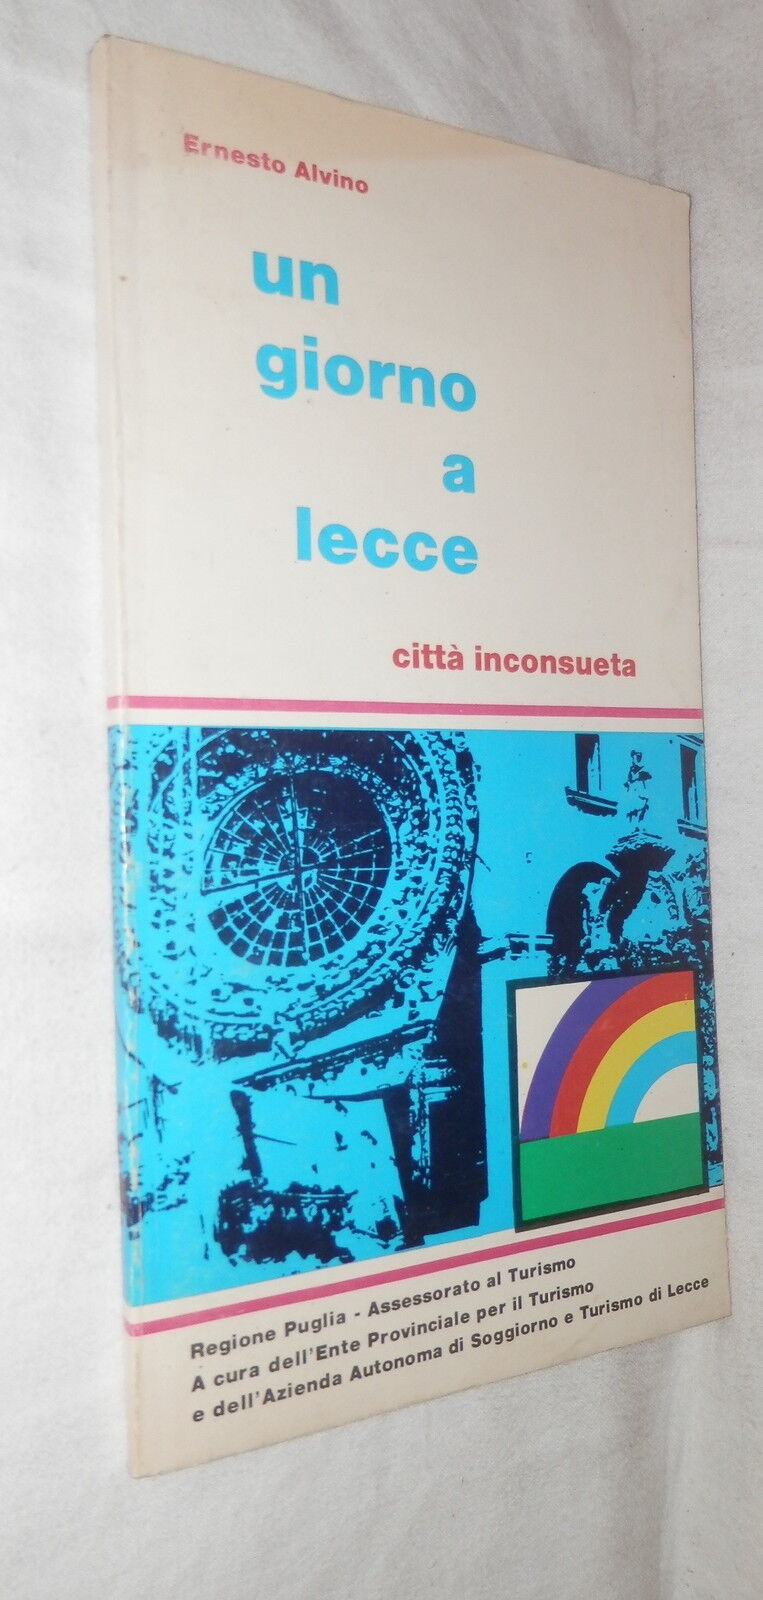 Ernesto Alvino
un
giorno
a
lecce
città inconsueta
Regione Puglia - Assessorato al Turismo
A cura dell'Ente Provinciale per il Turismo
e dell'Azienda Autonoma di Soggiorno e Turismo di Lecce